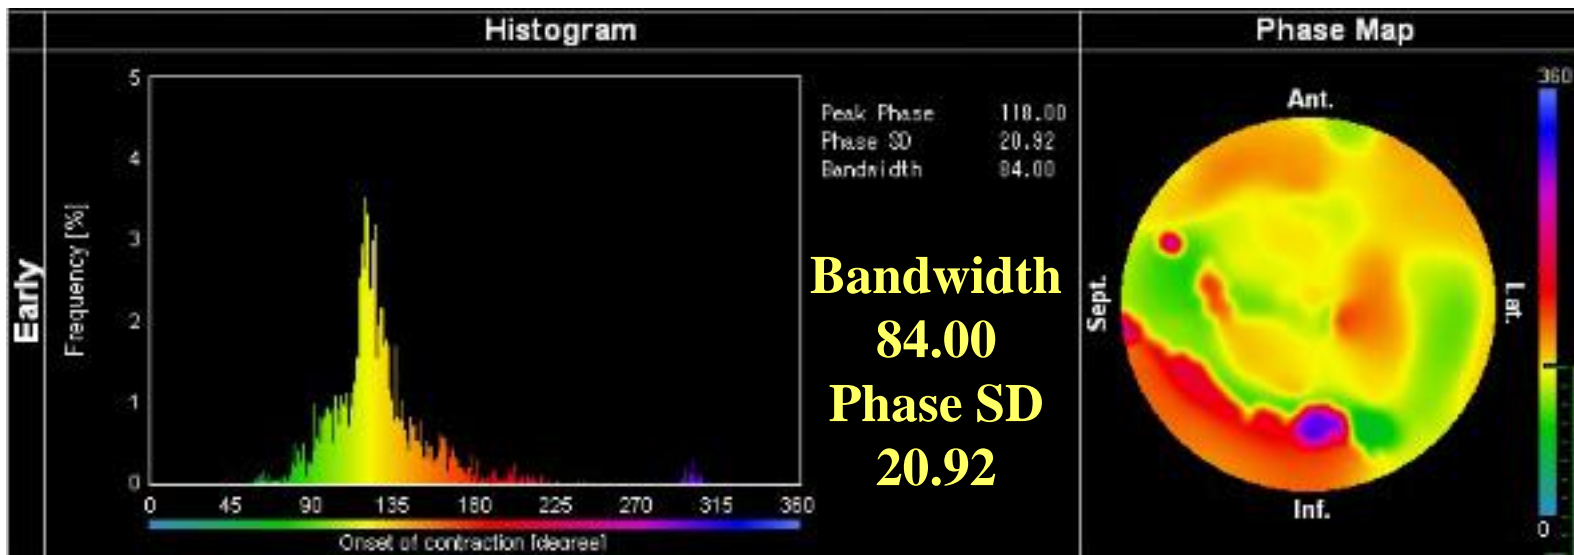 Histogram
Phase Map
Early
Frequency [%]
5
4
3
2
1
0
0 45 90 135 180 225 270 315 360
Onset of contraction [degree]
Peak Phase 118.00
Phase SD 20.92
Bandwidth 84.00
Bandwidth
84.00
Phase SD
20.92
Ant.
Sept.
Lat.
Inf.
360
0